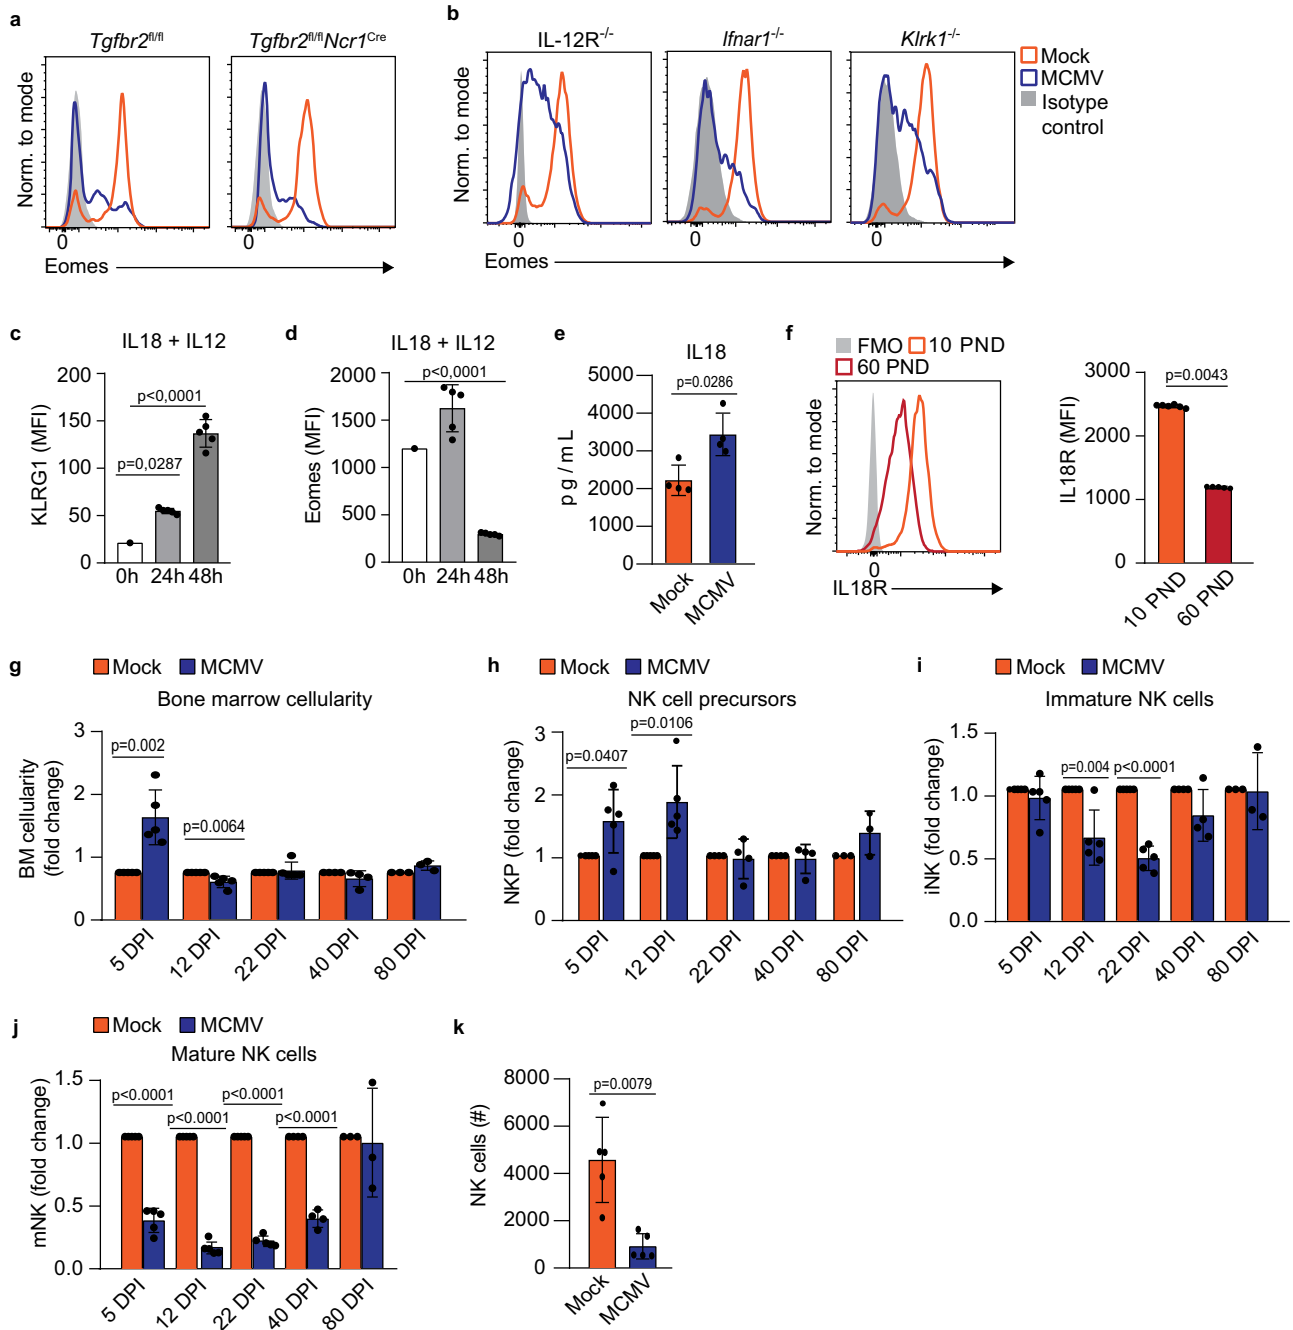 a
Tgfbr2fl/fl
Tgfbr2fl/flNcr1Cre
Norm. to mode
0
0
Eomes
b
IL-12R-/-
Ifnar1-/-
Klrk1-/-
Norm. to mode
0
0
0
Eomes
Mock
MCMV
Isotype
control
c
IL18 + IL12
KLRG1 (MFI)
200
150
100
50
0
p<,0001
p=,0287
0h
24h
48h
d
IL18 + IL12
Eomes (MFI)
2000
1500
1000
500
0
p<,0001
0h
24h
48h
e
IL18
pg/mL
5000
4000
3000
2000
1000
0
p=0.0286
Mock
MCMV
f
FMO
10 PND
60 PND
Norm. to mode
0
IL18R
IL18R (MFI)
3000
2000
1000
0
p=0.0043
10 PND
60 PND
g
Mock
MCMV
Bone marrow cellularity
BM cellularity
(fold change)
3
2
1
0
p=0.002
p=0.0064
5 DPI
12 DPI
22 DPI
40 DPI
80 DPI
h
Mock
MCMV
NK cell precursors
NKP (fold change)
3
2
1
0
p=0.0407
p=0.0106
5 DPI
12 DPI
22 DPI
40 DPI
80 DPI
i
Mock
MCMV
Immature NK cells
iNK (fold change)
1.5
1.0
0.5
0.0
p=0.004
p<0.0001
5 DPI
12 DPI
22 DPI
40 DPI
80 DPI
j
Mock
MCMV
Mature NK cells
mNK (fold change)
1.5
1.0
0.5
0.0
p<0.0001
p<0.0001
p<0.0001
p<0.0001
5 DPI
12 DPI
22 DPI
40 DPI
80 DPI
k
NK cells (#)
8000
6000
4000
2000
0
p=0.0079
Mock
MCMV